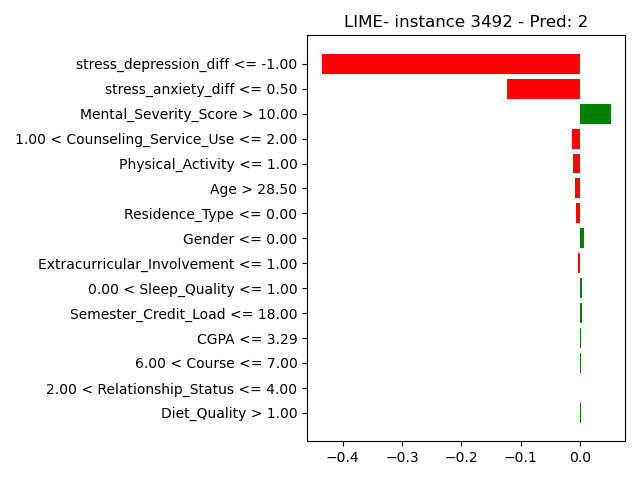 LIME- instance 3492 - Pred: 2
stress_depression_diff <= -1.00
stress_anxiety_diff <= 0.50
Mental_Severity_Score > 10.00
1.00 < Counseling_Service_Use <= 2.00
Physical_Activity <= 1.00
Age > 28.50
Residence_Type <= 0.00
Gender <= 0.00
Extracurricular_Involvement <= 1.00
0.00 < Sleep_Quality <= 1.00
Semester_Credit_Load <= 18.00
CGPA <= 3.29
6.00 < Course <= 7.00
2.00 < Relationship_Status <= 4.00
Diet_Quality > 1.00
−0.4 −0.3 −0.2 −0.1 0.0